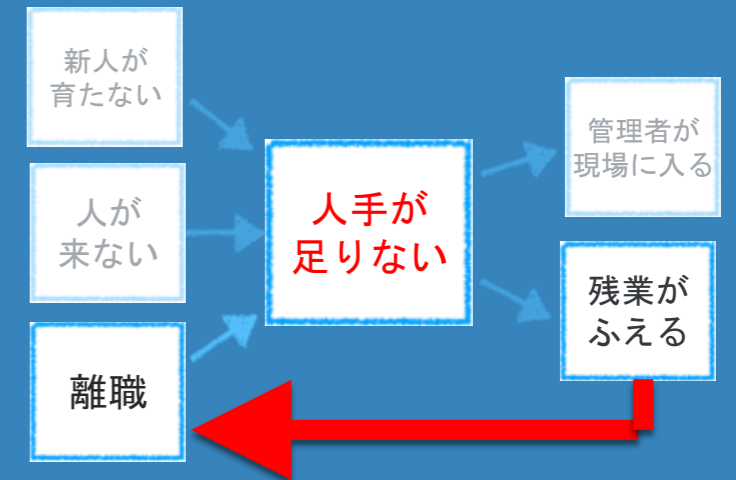 新人が
育たない
人が
来ない
離職
人手が
足りない
管理者が
現場に入る
残業が
ふえる